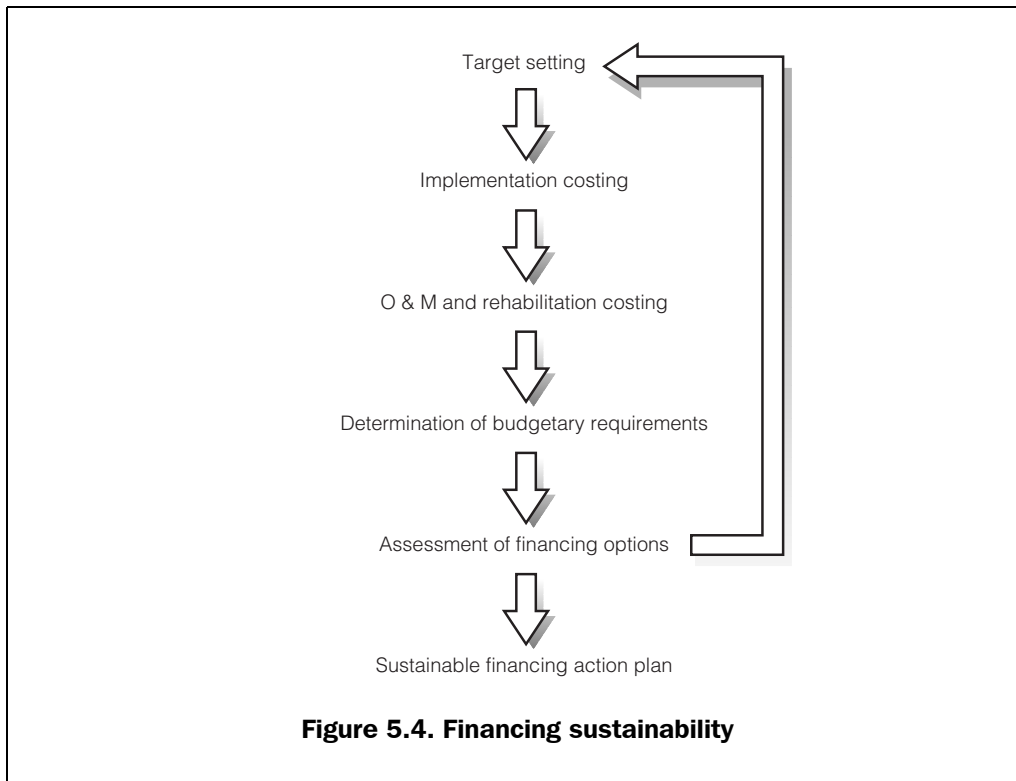 Target setting
Implementation costing
O & M and rehabilitation costing
Determination of budgetary requirements
Assessment of financing options
Sustainable financing action plan
Figure 5.4. Financing sustainability